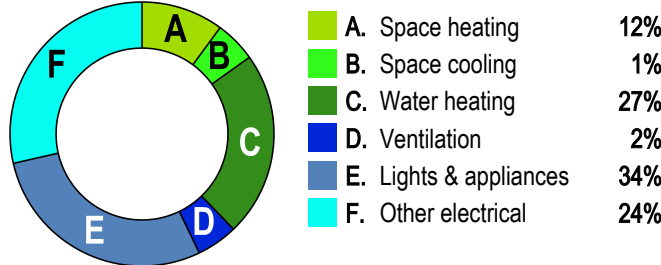 A
B
C
D
E
F
A. Space heating 12%
B. Space cooling 1%
C. Water heating 27%
D. Ventilation 2%
E. Lights & appliances 34%
F. Other electrical 24%